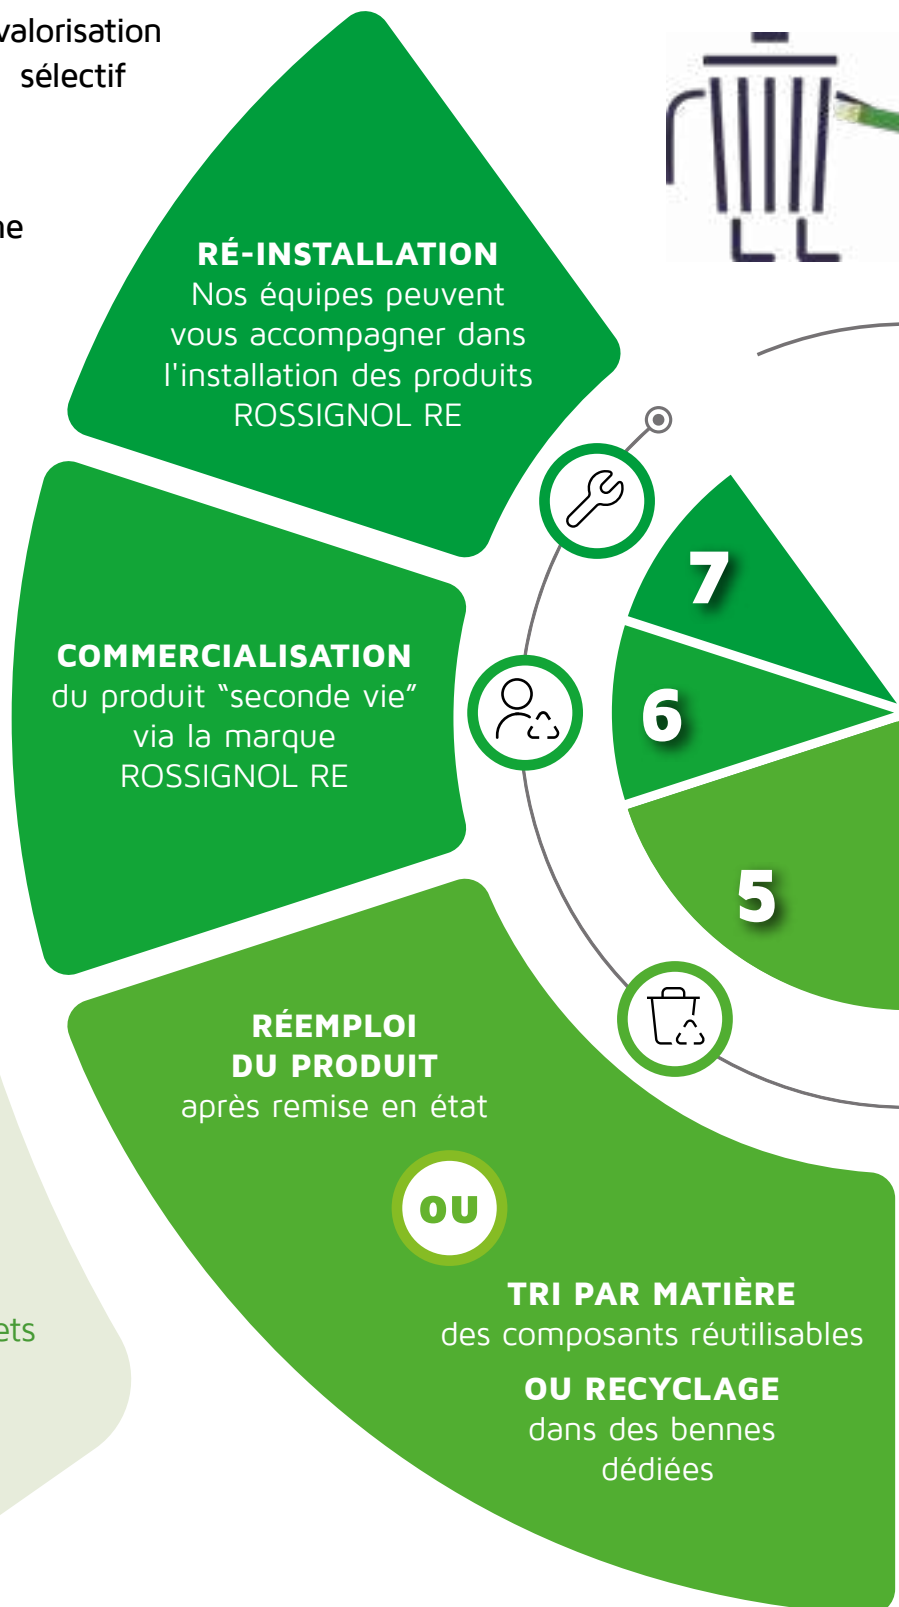 valorisation
sélectif
RÉ-INSTALLATION
Nos équipes peuvent
vous accompagner dans
l'installation des produits
ROSSIGNOL RE
7
COMMERCIALISATION
du produit “seconde vie”
via la marque
ROSSIGNOL RE
6
5
RÉEMPLOI
DU PRODUIT
après remise en état
OU
TRI PAR MATIÈRE
des composants réutilisables
OU RECYCLAGE
dans des bennes
dédiées